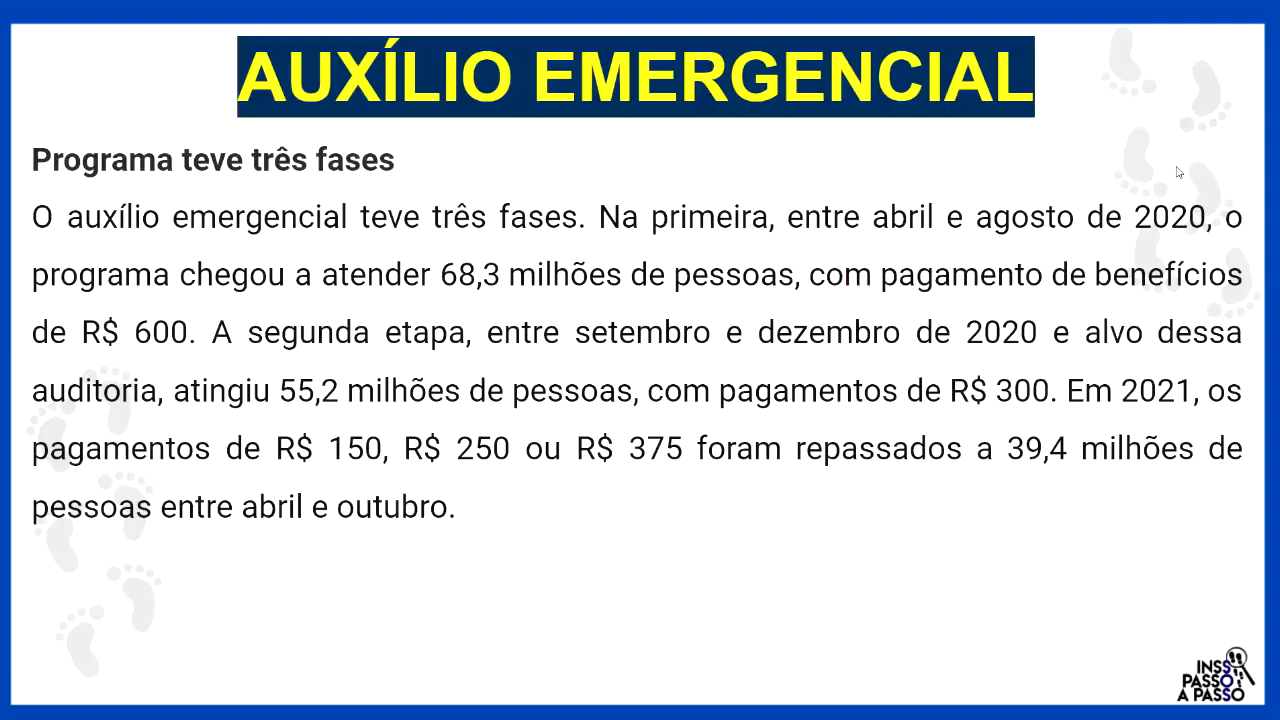 AUXÍLIO EMERGENCIAL
Programa teve três fases
O auxílio emergencial teve três fases. Na primeira, entre abril e agosto de 2020, o
programa chegou a atender 68,3 milhões de pessoas, com pagamento de benefícios
de R$ 600. A segunda etapa, entre setembro e dezembro de 2020 e alvo dessa
auditoria, atingiu 55,2 milhões de pessoas, com pagamentos de R$ 300. Em 2021, os
pagamentos de R$ 150, R$ 250 ou R$ 375 foram repassados a 39,4 milhões de
pessoas entre abril e outubro.
INSS
PASSO
A PASSO